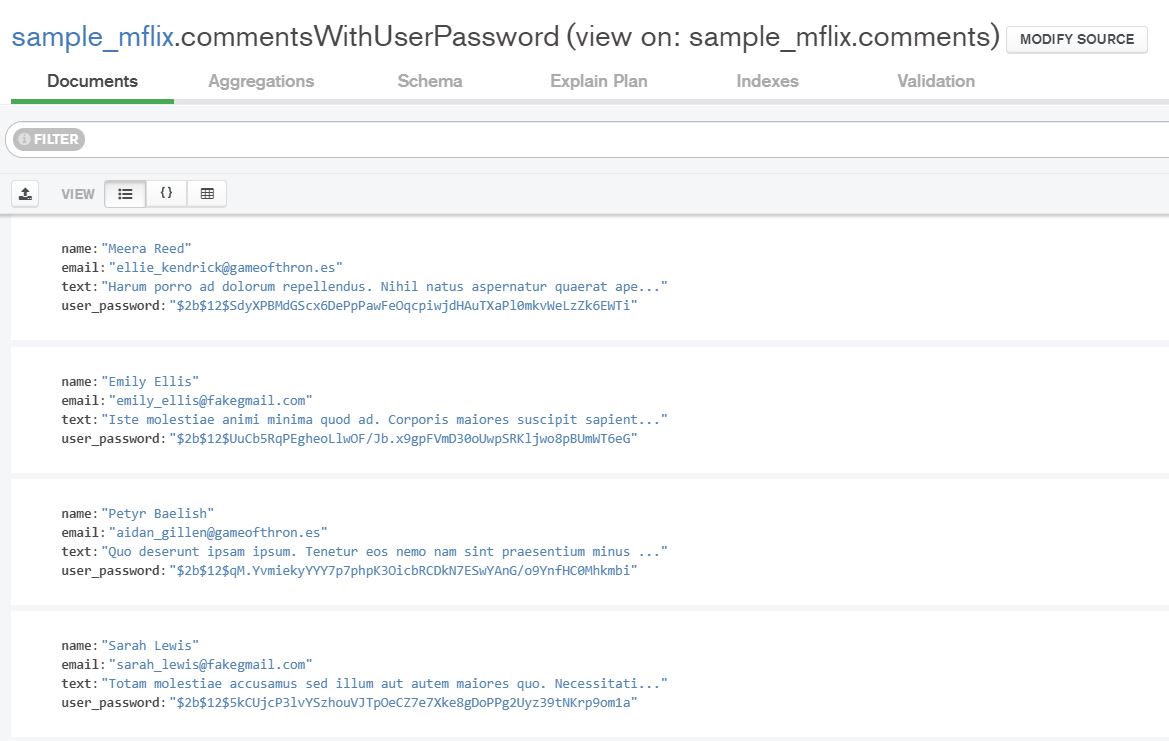 sample_mflix.commentsWithUserPassword (view on: sample_mflix.comments) MODIFY SOURCE
Documents Aggregations Schema Explain Plan Indexes Validation
FILTER
VIEW { }
name: "Meera Reed"
email: "ellie_kendrick@gameofthron.es"
text: "Harum porro ad dolorum repellendus. Nihil natus aspernatur quaerat ape..."
user_password: "$2b$12$SdyXPBMdGScx6DePpPawFeOqcpiwjdHAuTXaPl0mkvWeLzZk6EWTi"
name: "Emily Ellis"
email: "emily_ellis@fakegmail.com"
text: "Iste molestiae animi minima quod ad. Corporis maiores suscipit sapient..."
user_password: "$2b$12$UuCb5RqPEgheoLlwOF/Jb.x9gpFVmD30oUwpSRKljwo8pBUmWT6eG"
name: "Petyr Baelish"
email: "aidan_gillen@gameofthron.es"
text: "Quo deserunt ipsam ipsum. Tenetur eos nemo nam sint praesentium minus ..."
user_password: "$2b$12$qM.YvmiekyYYY7p7phpK3OicbRCDkN7ESwYAnG/o9YnfHC0Mhkmbi"
name: "Sarah Lewis"
email: "sarah_lewis@fakegmail.com"
text: "Totam molestiae accusamus sed illum aut autem maiores quo. Necessitati..."
user_password: "$2b$12$5kCUjcP3lvYSzhouVJTpOeCZ7e7Xke8gDoPPg2Uyz39tNKrp9om1a"